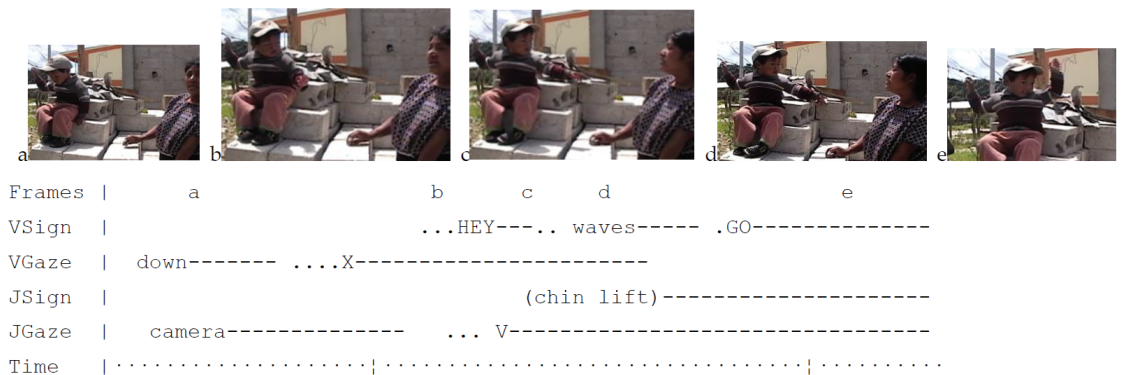 a b c d e
Frames | a b c d e
VSign | ...HEY---.. waves----- .GO--------------
VGaze | down------- ....X-----------------------
JSign | (chin lift)---------------------
JGaze | camera-------------- ... V---------------------------------
Time |····················¦·································¦··········